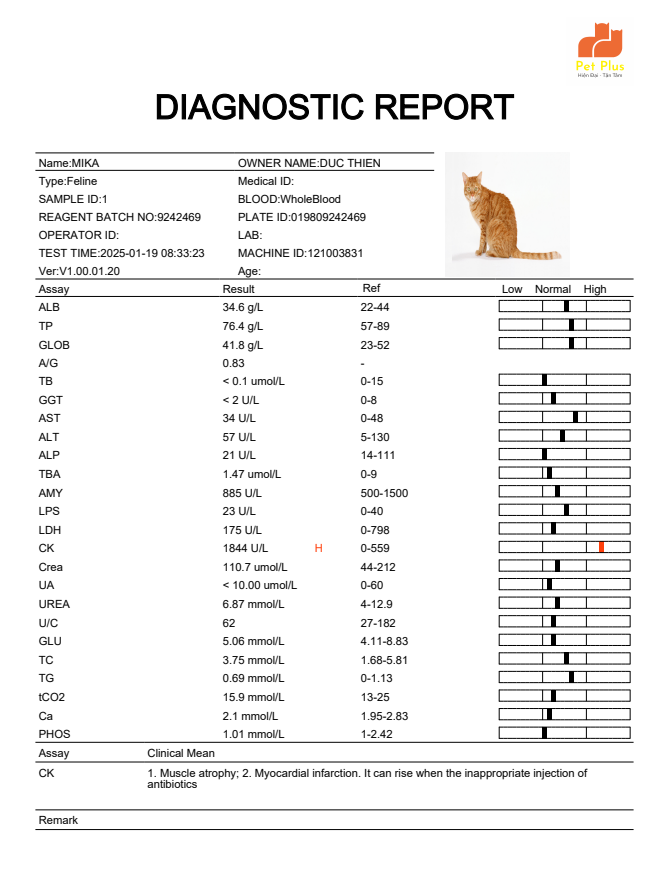 Pet Plus
Hiện Đại - Tận Tâm
DIAGNOSTIC REPORT
Name:MIKA OWNER NAME:DUC THIEN
Type:Feline Medical ID:
SAMPLE ID:1 BLOOD:WholeBlood
REAGENT BATCH NO:9242469 PLATE ID:019809242469
OPERATOR ID: LAB:
TEST TIME:2025-01-19 08:33:23 MACHINE ID:121003831
Ver:V1.00.01.20 Age:
Assay Result Ref Low Normal High
ALB 34.6 g/L 22-44
TP 76.4 g/L 57-89
GLOB 41.8 g/L 23-52
A/G 0.83 -
TB < 0.1 umol/L 0-15
GGT < 2 U/L 0-8
AST 34 U/L 0-48
ALT 57 U/L 5-130
ALP 21 U/L 14-111
TBA 1.47 umol/L 0-9
AMY 885 U/L 500-1500
LPS 23 U/L 0-40
LDH 175 U/L 0-798
CK 1844 U/L H 0-559
Crea 110.7 umol/L 44-212
UA < 10.00 umol/L 0-60
UREA 6.87 mmol/L 4-12.9
U/C 62 27-182
GLU 5.06 mmol/L 4.11-8.83
TC 3.75 mmol/L 1.68-5.81
TG 0.69 mmol/L 0-1.13
tCO2 15.9 mmol/L 13-25
Ca 2.1 mmol/L 1.95-2.83
PHOS 1.01 mmol/L 1-2.42
Assay Clinical Mean
CK 1. Muscle atrophy; 2. Myocardial infarction. It can rise when the inappropriate injection of
antibiotics
Remark